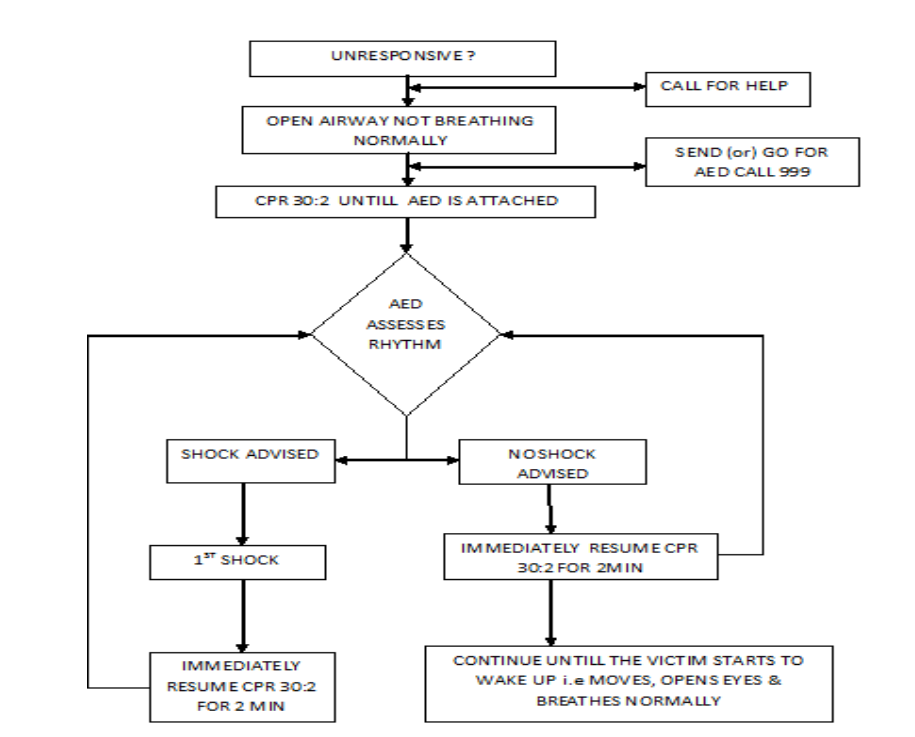 UNRESPONSIVE ?
CALL FOR HELP
OPEN AIRWAY NOT BREATHING
NORMALLY
SEND (or) GO FOR
AED CALL 999
CPR 30:2 UNTILL AED IS ATTACHED
AED
ASSESSES
RHYTHM
SHOCK ADVISED
NO SHOCK
ADVISED
1ST SHOCK
IMMEDIATELY RESUME CPR
30:2 FOR 2MIN
IMMEDIATELY
RESUME CPR 30:2
FOR 2 MIN
CONTINUE UNTILL THE VICTIM STARTS TO
WAKE UP i.e MOVES, OPENS EYES &
BREATHES NORMALLY